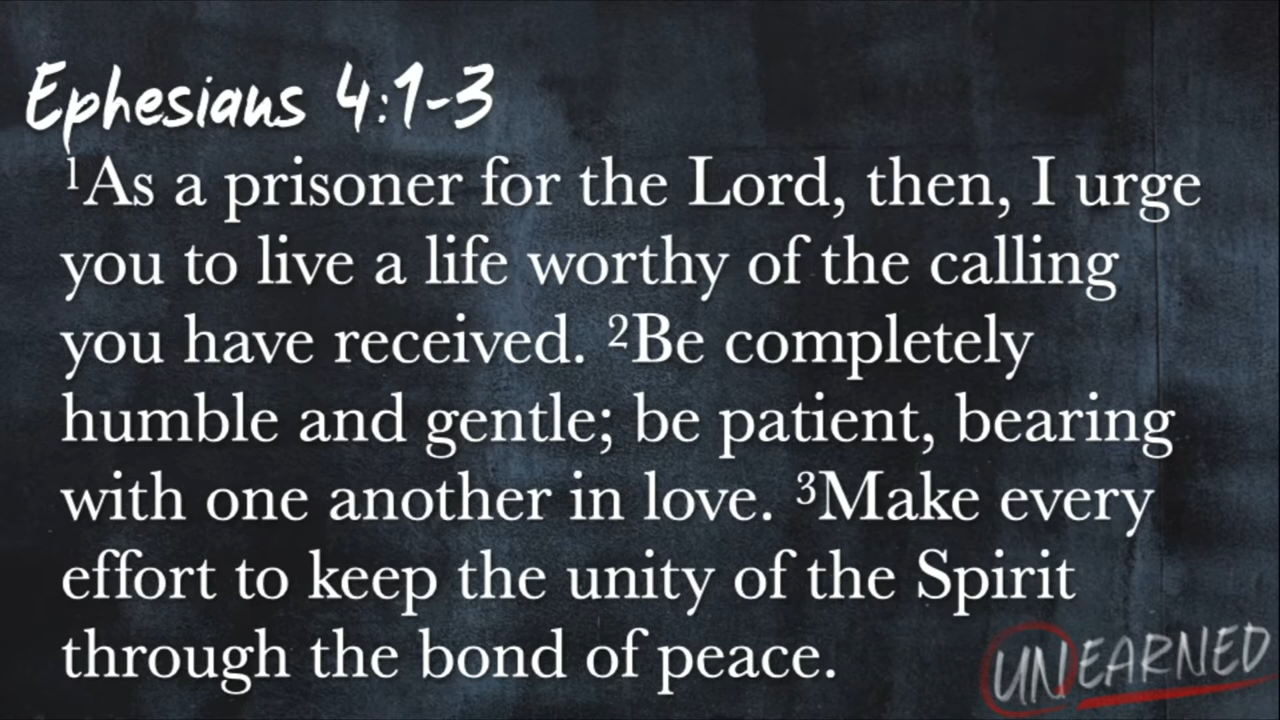 Ephesians 4:1-3
¹As a prisoner for the Lord, then, I urge
you to live a life worthy of the calling
you have received. ²Be completely
humble and gentle; be patient, bearing
with one another in love. ³Make every
effort to keep the unity of the Spirit
through the bond of peace.
UNEARNED